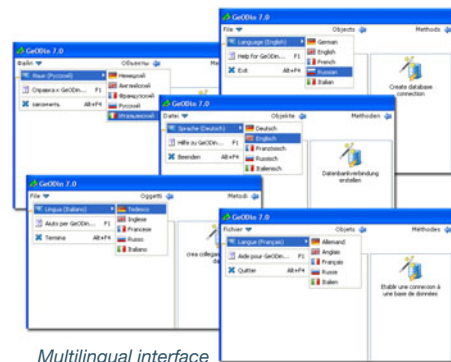 GeODin 7.0
File
Objects
Methods
Language (English)
German
English
French
Russian
Italian
Help for GeODin... F1
Exit Alt+F4
Create database
connection
GeODin 7.0
Файл
Объекты
Язык (Русский)
Немецкий
Английский
Французский
Русский
Итальянский
Справка к GeODin... F1
Alt+F4
GeODin 7.0
Datei
Objekte
Methoden
Sprache (Deutsch)
Deutsch
Englisch
Französisch
Russisch
Italienisch
Hilfe zu GeODin... F1
Beenden Alt+F4
Datenbankverbindung
erstellen
GeODin 7.0
File
Oggetti
Metodi
Lingua (Italiano)
Tedesco
Inglese
Francese
Russo
Italiano
Aiuto per GeODin... F1
Termina Alt+F4
crea collegam
GeODin 7.0
Fichier
Objets
Méthodes
Langue (Français)
Allemand
Anglais
Français
Russe
Italien
Aide pour GeODin... F1
Quitter Alt+F4
Etablir une connexion à
une base de données
Multilingual interface